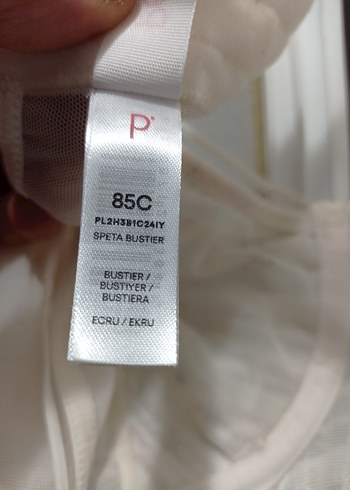 P
85C
PL2H3B1C24IY
SPETA BUSTIER
BUSTIER /
BUSTIYER /
BUSTIERA
ECRU / EKRU